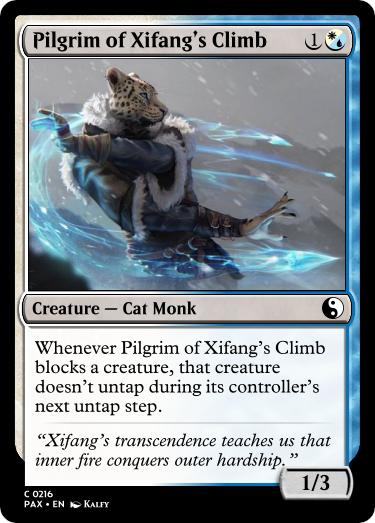 Pilgrim of Xifang's Climb 1
Creature — Cat Monk
Whenever Pilgrim of Xifang's Climb
blocks a creature, that creature
doesn't untap during its controller's
next untap step.
“Xifang's transcendence teaches us that
inner fire conquers outer hardship.”
1/3
C 0216
PAX • EN Kalfy